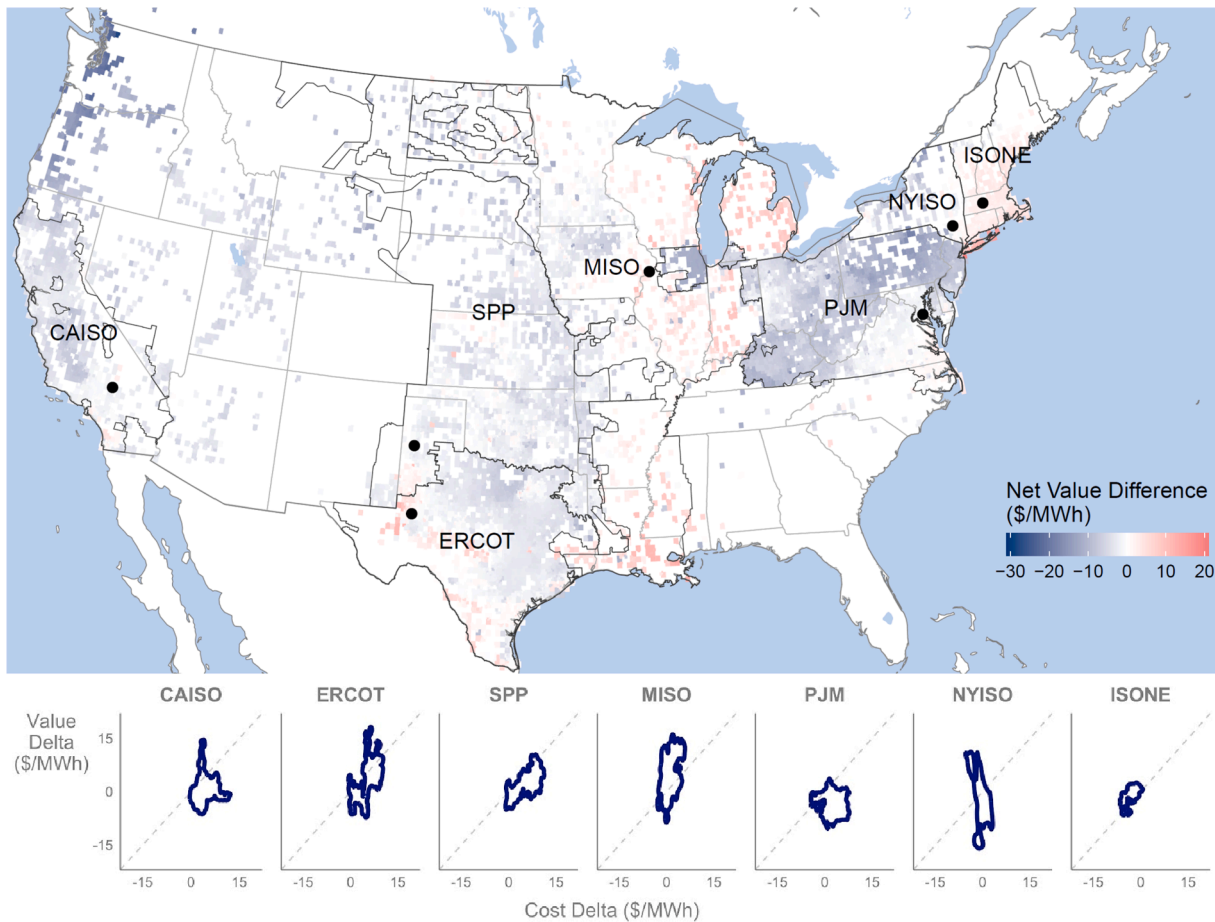 ISONE
NYISO
MISO
SPP
PJM
CAISO
ERCOT
Net Value Difference
($/MWh)
−30 −20 −10 0 10 20
CAISO ERCOT SPP MISO PJM NYISO ISONE
Value
Delta
($/MWh)
15
0
-15
-15 0 15 -15 0 15 -15 0 15 -15 0 15 -15 0 15 -15 0 15 -15 0 15
Cost Delta ($/MWh)